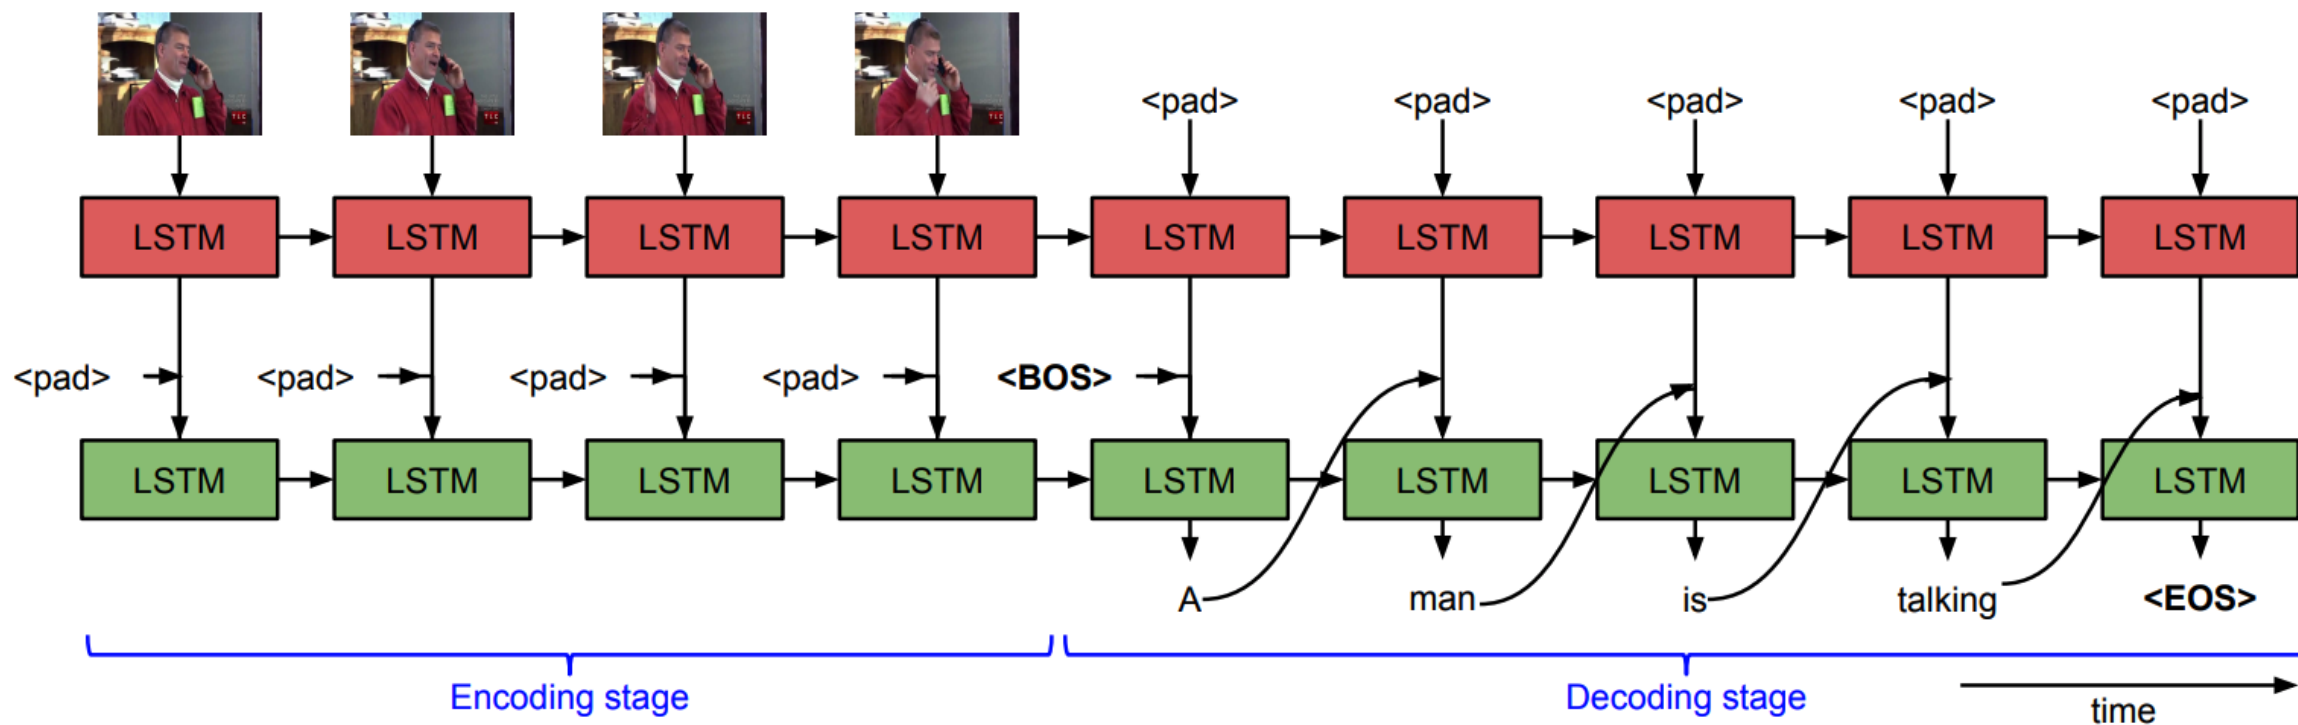 <pad> <pad> <pad> <pad> <pad>
LSTM LSTM LSTM LSTM LSTM LSTM LSTM LSTM LSTM
<pad> <pad> <pad> <pad> <BOS>
LSTM LSTM LSTM LSTM LSTM LSTM LSTM LSTM LSTM
A man is talking <EOS>
Encoding stage Decoding stage
time